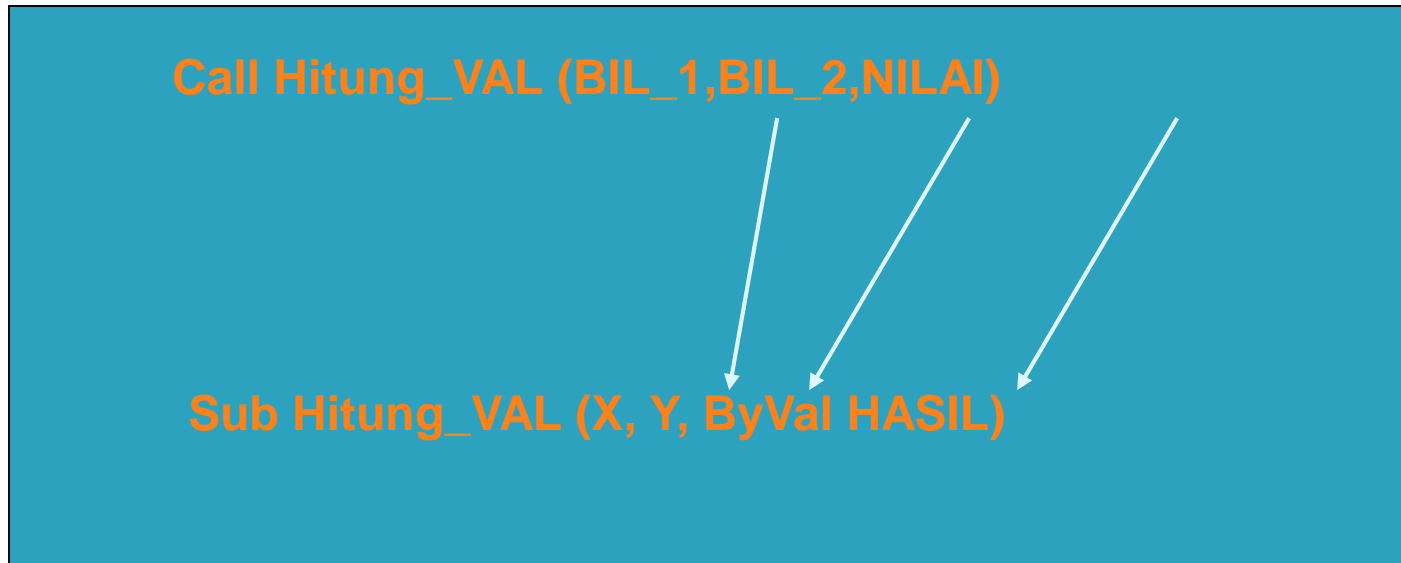 Call Hitung_VAL (BIL_1,BIL_2,NILAI)
Sub Hitung_VAL (X, Y, ByVal HASIL)